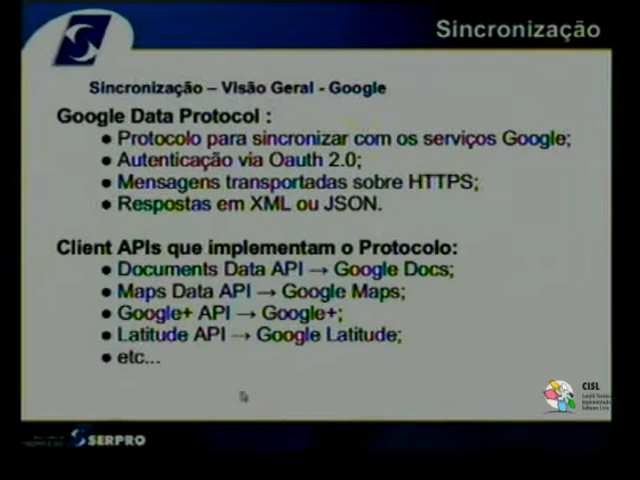 Sincronização
Sincronização – Visão Geral - Google
Google Data Protocol :
● Protocolo para sincronizar com os serviços Google;
● Autenticação via Oauth 2.0;
● Mensagens transportadas sobre HTTPS;
● Respostas em XML ou JSON.
Client APIs que implementam o Protocolo:
● Documents Data API → Google Docs;
● Maps Data API → Google Maps;
● Google+ API → Google+;
● Latitude API → Google Latitude;
● etc...
CISL
SERPRO